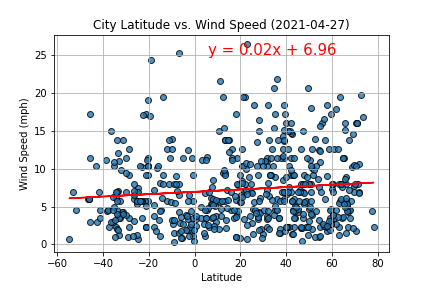 City Latitude vs. Wind Speed (2021-04-27)
y = 0.02x + 6.96
Wind Speed (mph)
25
20
15
10
5
0
−60 −40 −20 0 20 40 60 80
Latitude